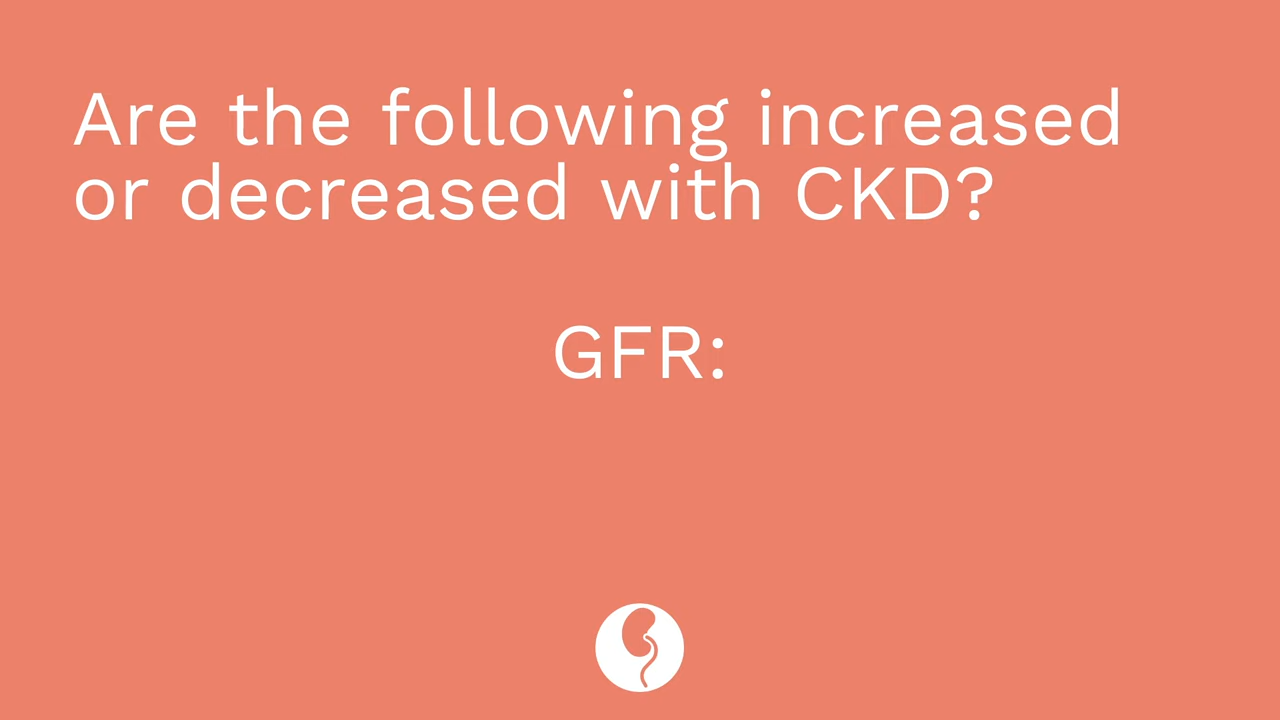 Are the following increased
or decreased with CKD?
GFR: